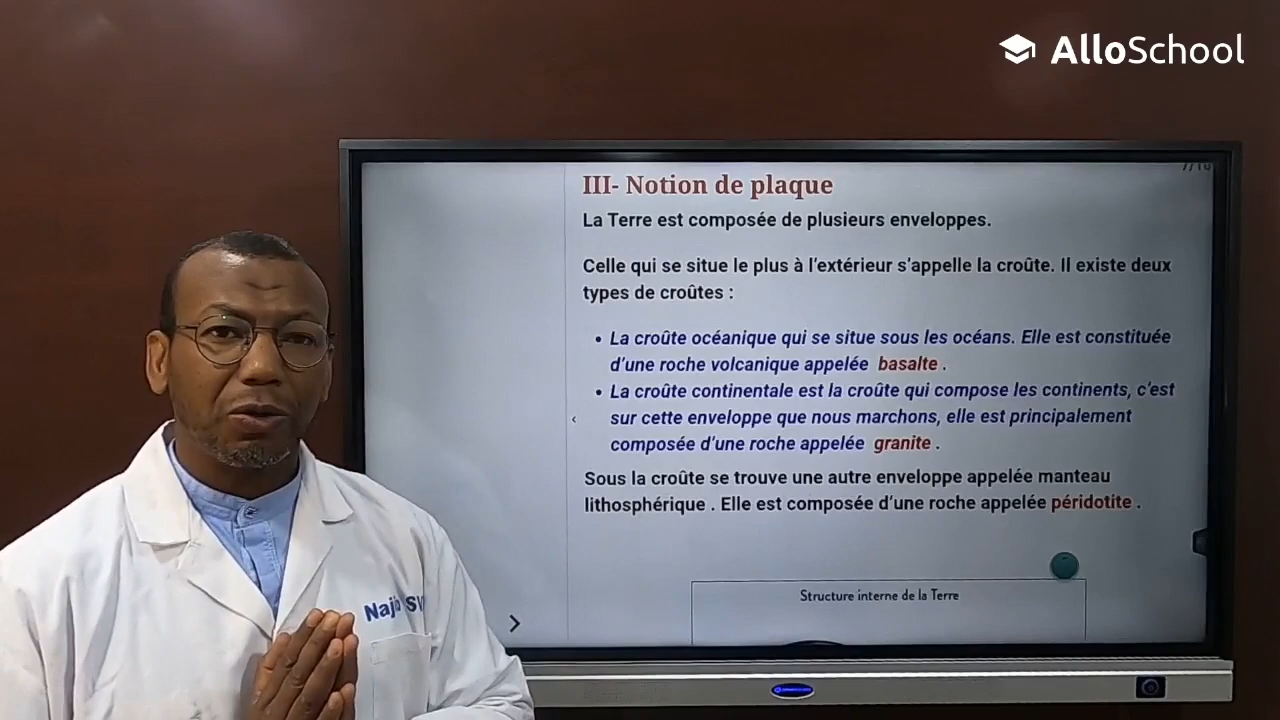 AlloSchool
III- Notion de plaque
La Terre est composée de plusieurs enveloppes.
Celle qui se situe le plus à l’extérieur s’appelle la croûte. Il existe deux
types de croûtes :
• La croûte océanique qui se situe sous les océans. Elle est constituée
d’une roche volcanique appelée basalte .
• La croûte continentale est la croûte qui compose les continents, c’est
sur cette enveloppe que nous marchons, elle est principalement
composée d’une roche appelée granite .
Sous la croûte se trouve une autre enveloppe appelée manteau
lithosphérique . Elle est composée d’une roche appelée péridotite .
Structure interne de la Terre